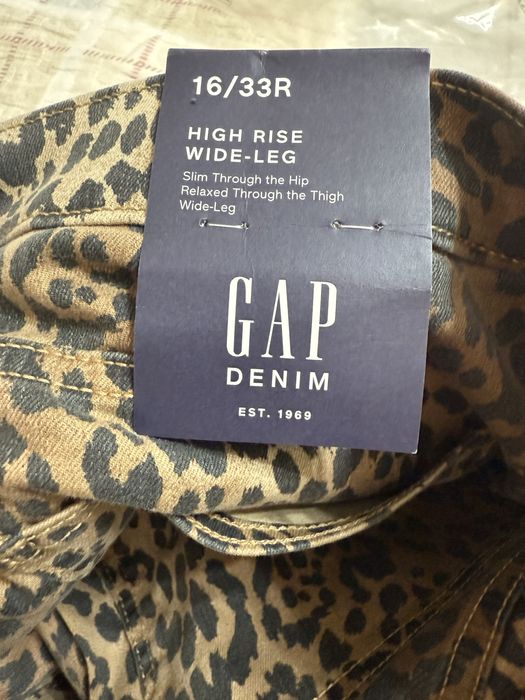 16/33R
HIGH RISE
WIDE-LEG
Slim Through the Hip
Relaxed Through the Thigh
Wide-Leg
GAP
DENIM
EST. 1969